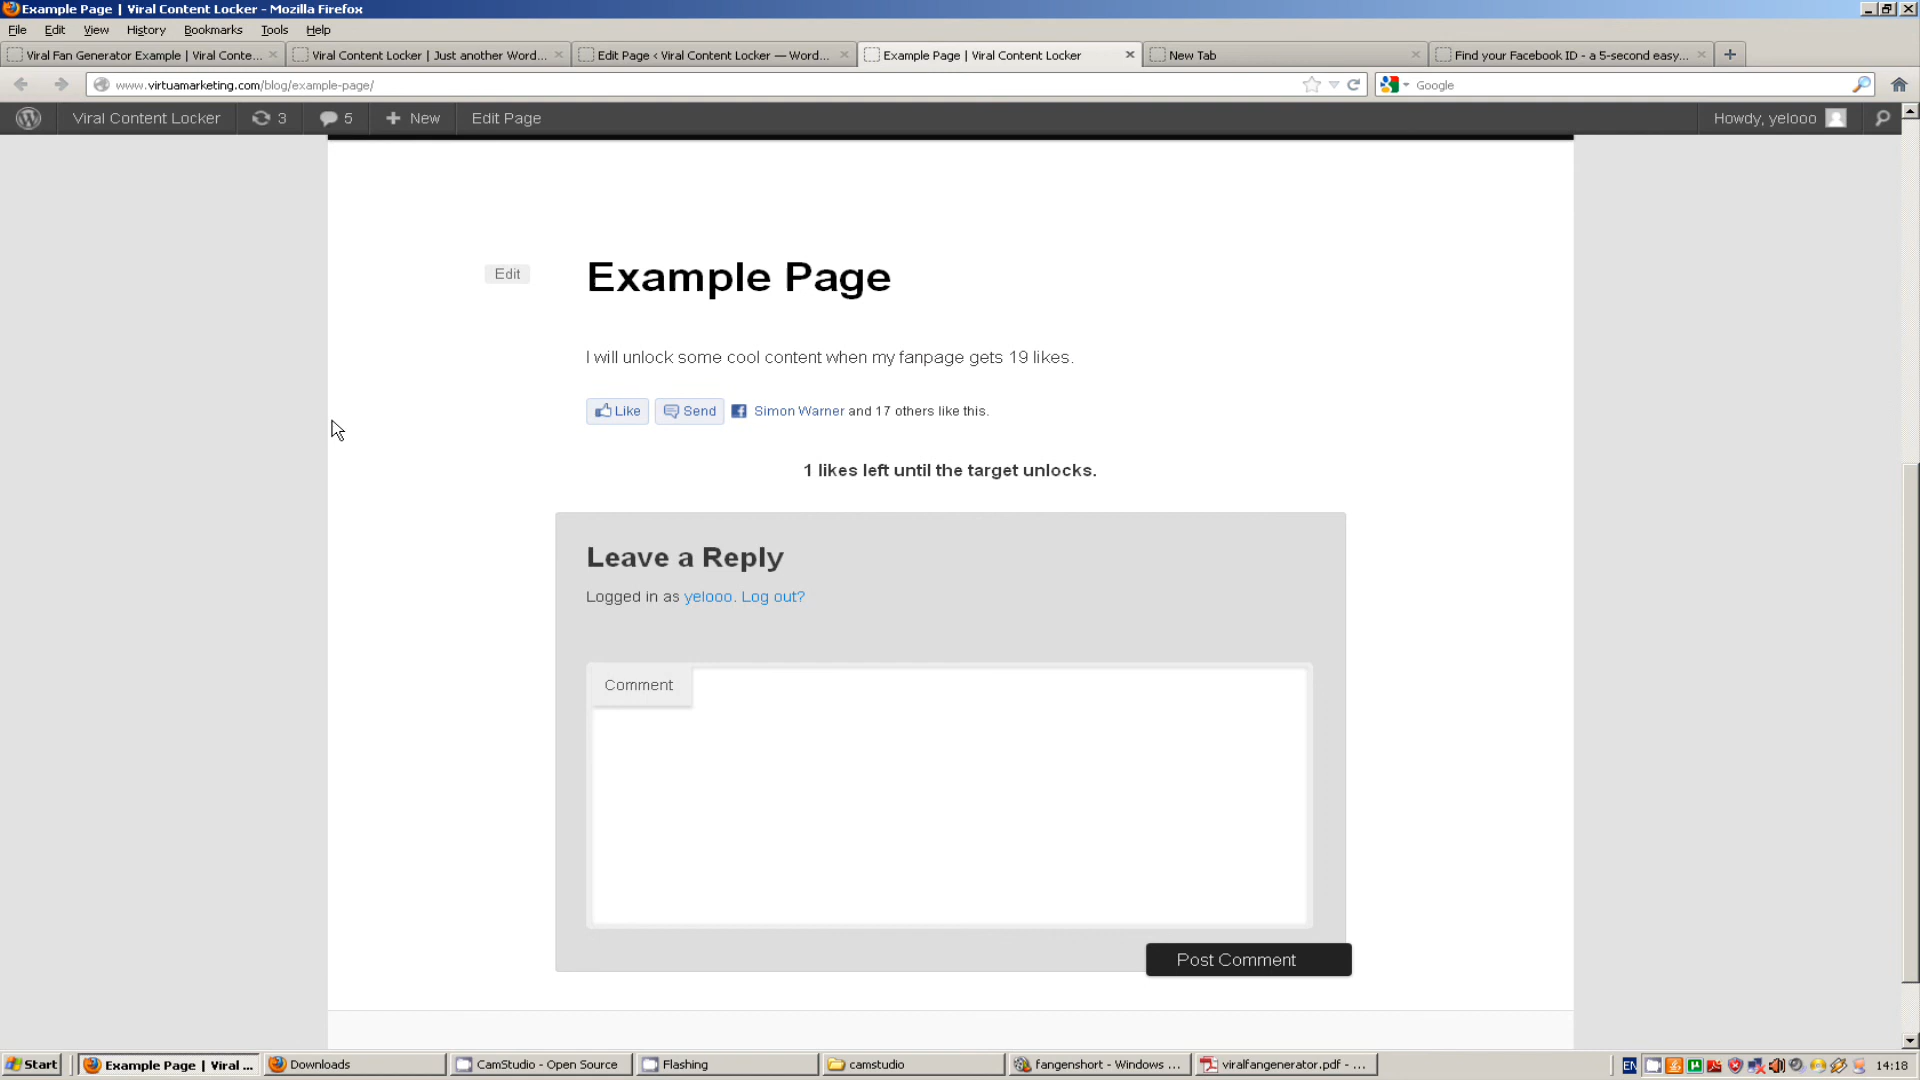 Example Page | Viral Content Locker - Mozilla Firefox
File Edit View History Bookmarks Tools Help
Viral Fan Generator Example | Viral Conte... Viral Content Locker | Just another Word... Edit Page < Viral Content Locker — Word... Example Page | Viral Content Locker New Tab Find your Facebook ID - a 5-second easy...
www.virtuamarketing.com/blog/example-page/ Google
Viral Content Locker 3 5 New Edit Page Howdy, yelooo
Edit
Example Page
I will unlock some cool content when my fanpage gets 19 likes.
Like Send Simon Warner and 17 others like this.
1 likes left until the target unlocks.
Leave a Reply
Logged in as yelooo. Log out?
Comment
Post Comment
Start Example Page | Viral ... Downloads CamStudio - Open Source Flashing camstudio fangenshort - Windows ... viralfangenerator.pdf - ... EN 14:18